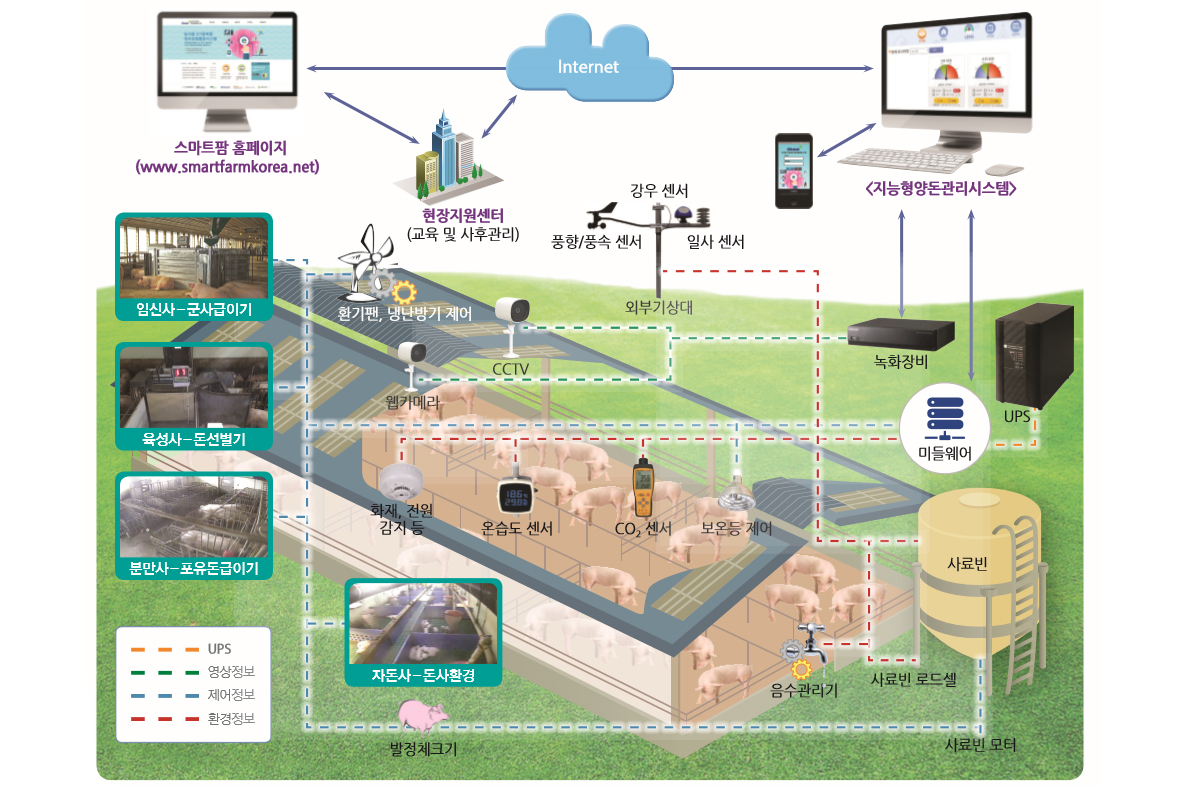 Internet
스마트팜 홈페이지
(www.smartfarmkorea.net)
현장지원센터
(교육 및 사후관리)
<지능형양돈관리시스템>
강우 센서
풍향/풍속 센서
일사 센서
외부기상대
임신사-군사급이기
환기팬, 냉난방기 제어
CCTV
웹카메라
녹화장비
UPS
미들웨어
육성사-돈선별기
화재, 전원
감지 등
온습도 센서
CO₂ 센서
보온등 제어
분만사-포유돈급이기
사료빈
자돈사-돈사환경
음수관리기
사료빈 로드셀
사료빈 모터
발정체크기
UPS
영상정보
제어정보
환경정보